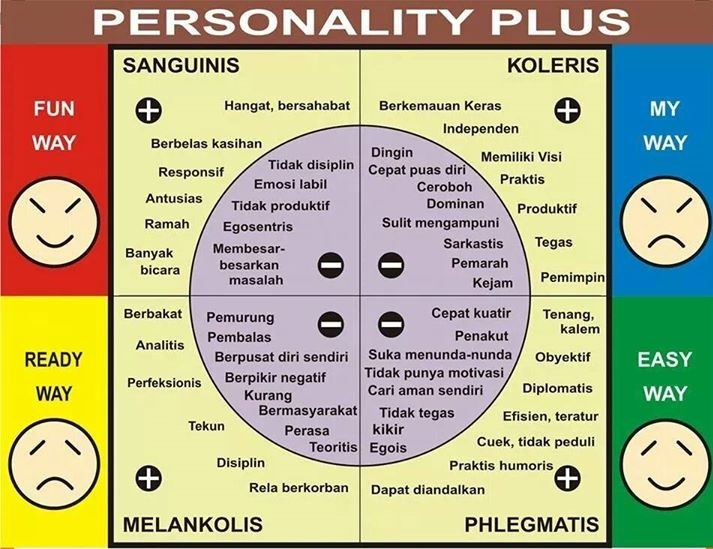 PERSONALITY PLUS
FUN
WAY
SANGUINIS
Hangat, bersahabat
Berbelas kasihan
Responsif
Antusias
Ramah
Banyak
bicara
Tidak disiplin
Emosi labil
Tidak produktif
Egosentris
Membesar-
besarkan
masalah
KOLERIS
Berkemauan Keras
Independen
Memiliki Visi
Praktis
Produktif
Tegas
Pemimpin
Dingin
Cepat puas diri
Ceroboh
Dominan
Sulit mengampuni
Sarkastis
Pemarah
Kejam
MY
WAY
READY
WAY
Berbakat
Analitis
Perfeksionis
Tekun
Disiplin
Rela berkorban
Pemurung
Pembalas
Berpusat diri sendiri
Berpikir negatif
Kurang
Bermasyarakat
Perasa
Teoritis
MELANKOLIS
Cepat kuatir
Penakut
Suka menunda-nunda
Tidak punya motivasi
Cari aman sendiri
Tidak tegas
kikir
Egois
Tenang,
kalem
Obyektif
Diplomatis
Efisien, teratur
Cuek, tidak peduli
Praktis humoris
Dapat diandalkan
PHLEGMATIS
EASY
WAY